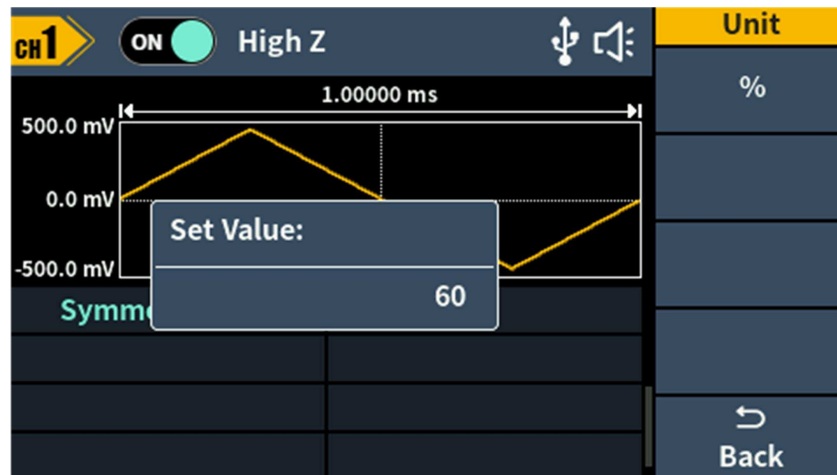 CH1 ON High Z
Unit
%
1.00000 ms
500.0 mV
0.0 mV
-500.0 mV
Set Value:
60
Back